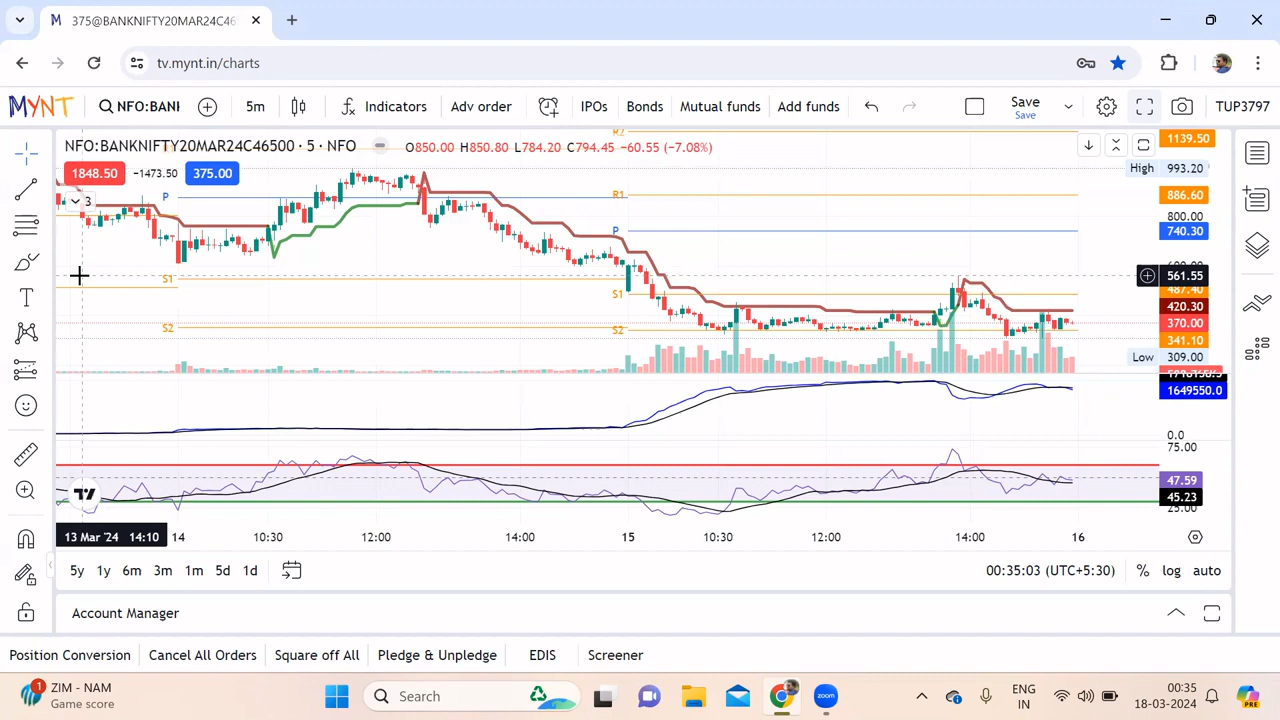 375@BANKNIFTY20MAR24C46
tv.mynt.in/charts
MYNT NFO:BANI 5m Indicators Adv order IPOs Bonds Mutual funds Add funds Save TUP3797
Save
NFO:BANKNIFTY20MAR24C46500 · 5 · NFO O850.00 H850.80 L784.20 C794.45 −60.55 (−7.08%)
1848.50 −1473.50 375.00
3
P
S1
S2
R2
R1
P
S1
S2
1139.50
High 993.20
886.60
800.00
740.30
561.55
487.40
420.30
370.00
341.10
Low 309.00
1649550.0
0.0
75.00
47.59
45.23
25.00
13 Mar '24 14:10 14 10:30 12:00 14:00 15 10:30 12:00 14:00 16
5y 1y 6m 3m 1m 5d 1d 00:35:03 (UTC+5:30) % log auto
Account Manager
Position Conversion Cancel All Orders Square off All Pledge & Unpledge EDIS Screener
1 ZIM - NAM
Game score
Search
zoom
ENG
IN
00:35
18-03-2024
PRE